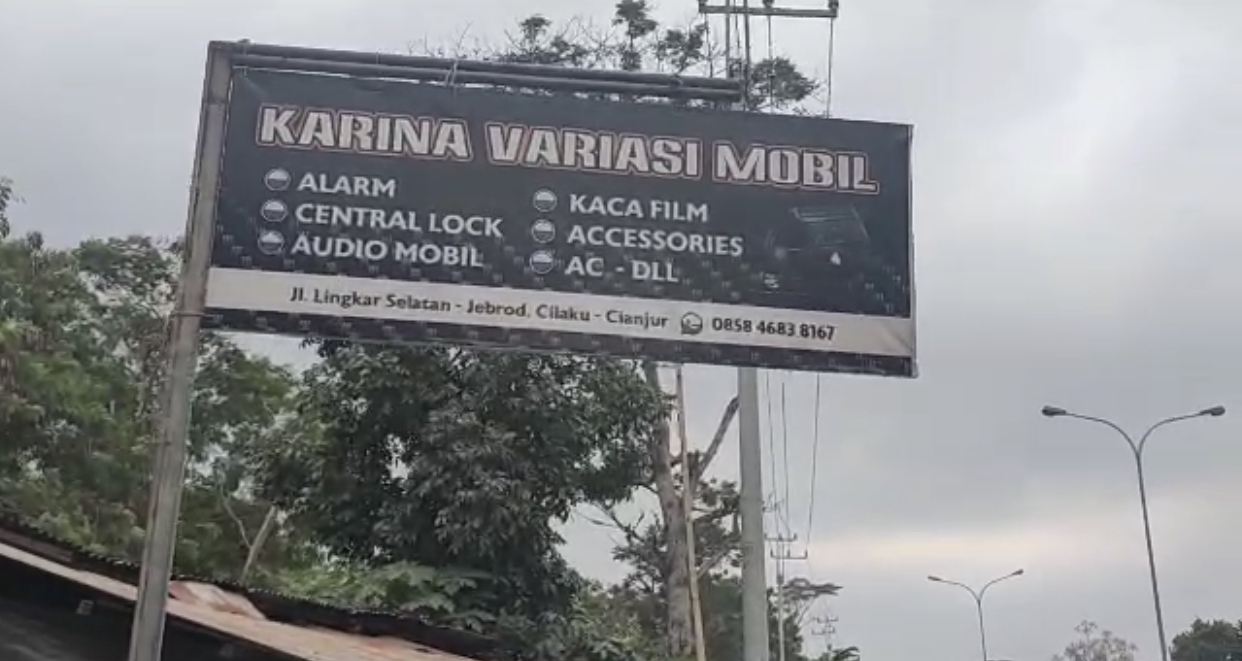 KARINA VARIASI MOBIL
ALARM
CENTRAL LOCK
AUDIO MOBIL
KACA FILM
ACCESSORIES
AC - DLL
Jl. Lingkar Selatan - Jebrod, Cilaku - Cianjur 0858 4683 8167